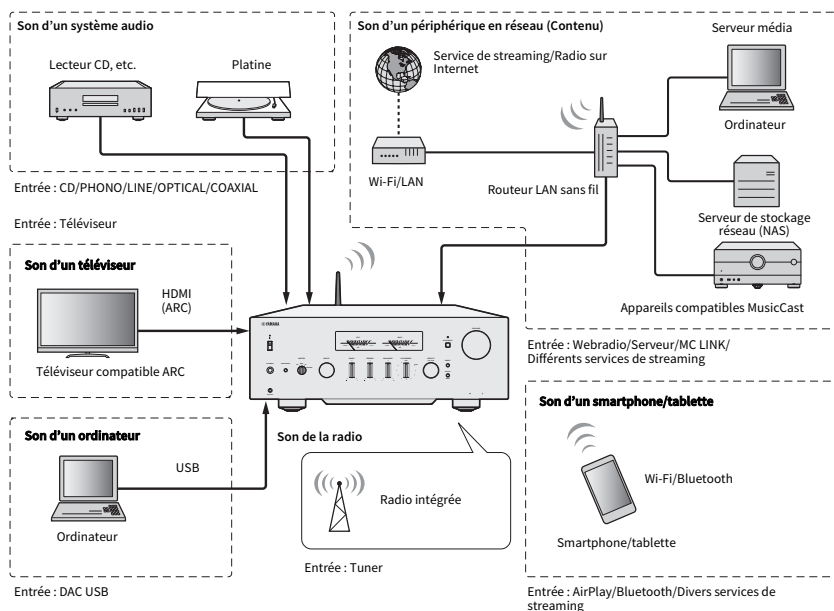 Son d'un système audio
Lecteur CD, etc.
Platine
Entrée : CD/PHONO/LINE/OPTICAL/COAXIAL
Entrée : Téléviseur
Son d'un téléviseur
HDMI
(ARC)
Téléviseur compatible ARC
Son d'un ordinateur
USB
Ordinateur
Entrée : DAC USB
YAMAHA
Son de la radio
Radio intégrée
Entrée : Tuner
Son d'un périphérique en réseau (Contenu)
Service de streaming/Radio sur
Internet
Wi-Fi/LAN
Routeur LAN sans fil
Serveur média
Ordinateur
Serveur de stockage
réseau (NAS)
Appareils compatibles MusicCast
Entrée : Webradio/Serveur/MC LINK/
Différents services de streaming
Son d'un smartphone/tablette
Wi-Fi/Bluetooth
Smartphone/tablette
Entrée : AirPlay/Bluetooth/Divers services de
streaming